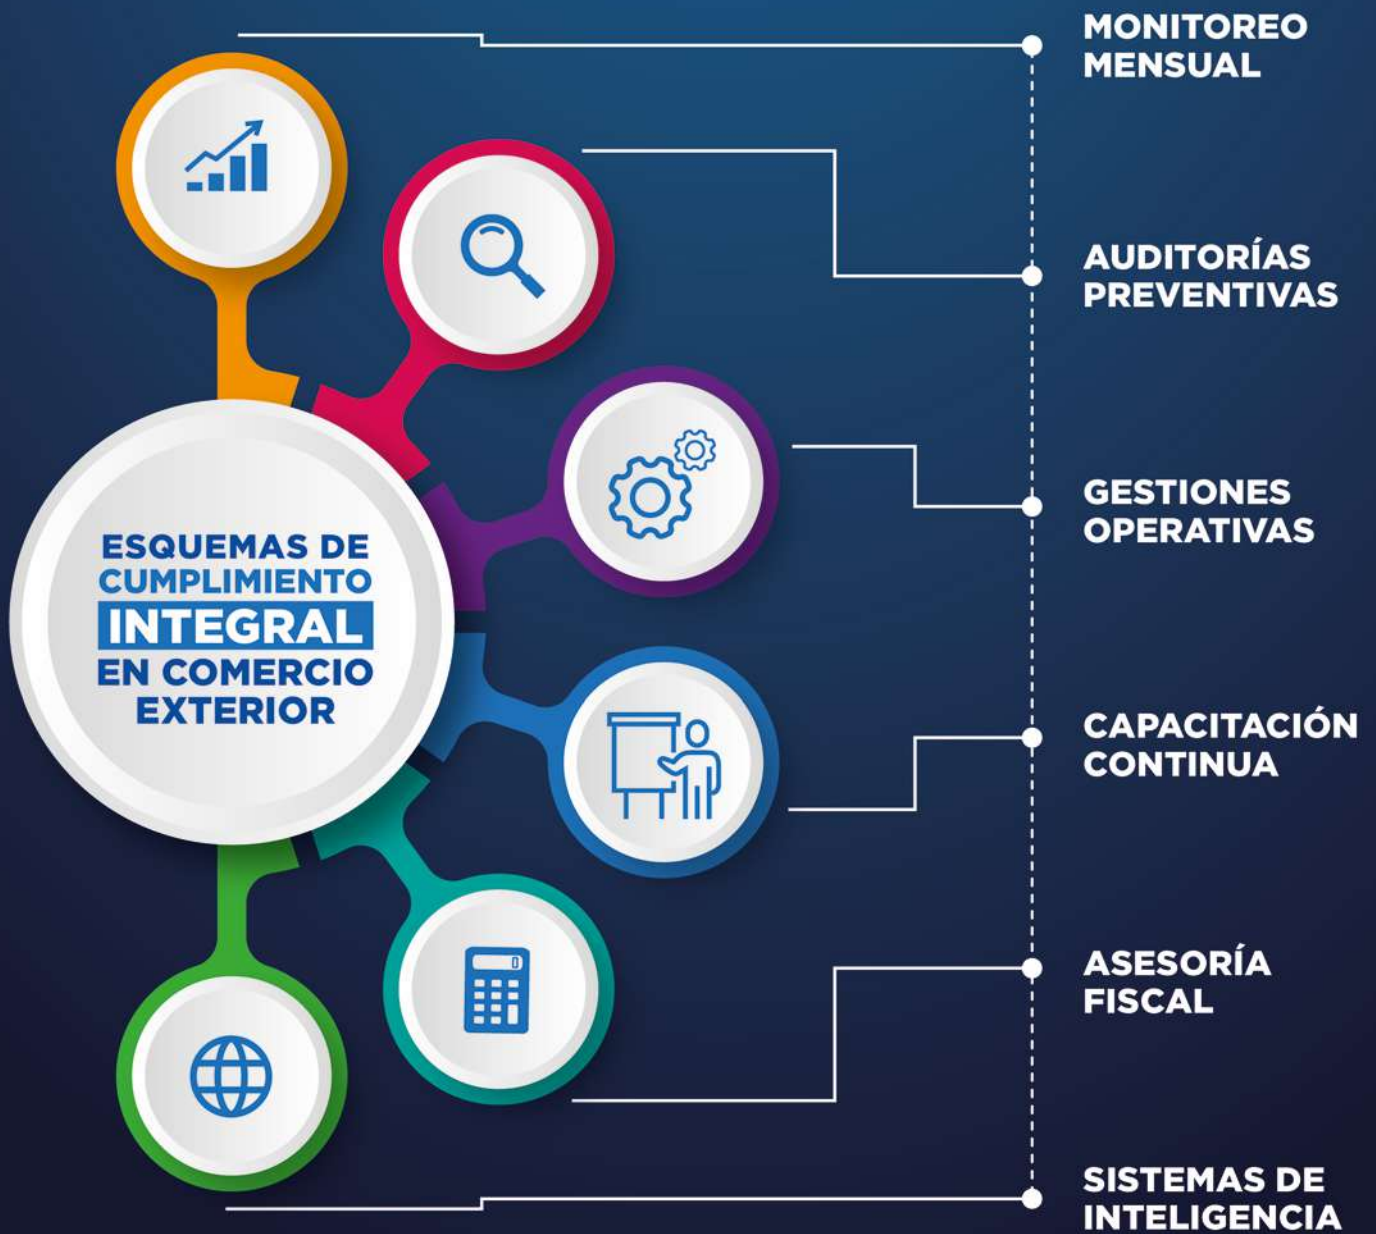 MONITOREO
MENSUAL
AUDITORÍAS
PREVENTIVAS
GESTIONES
OPERATIVAS
ESQUEMAS DE
CUMPLIMIENTO
INTEGRAL
EN COMERCIO
EXTERIOR
CAPACITACIÓN
CONTINUA
ASESORÍA
FISCAL
SISTEMAS DE
INTELIGENCIA